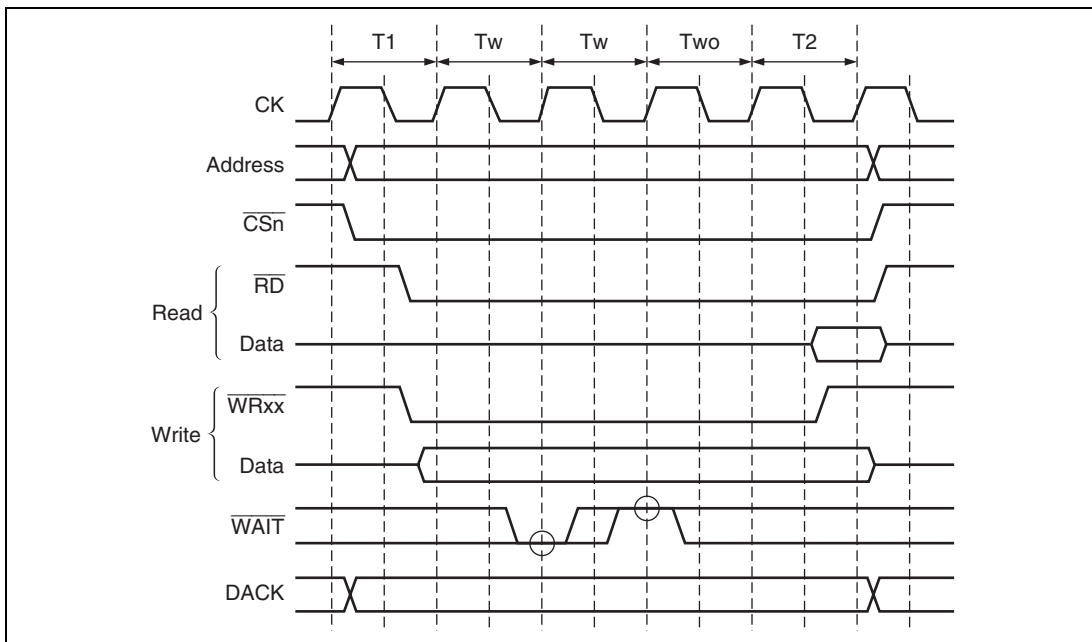 T1 Tw Tw Two T2
CK
Address
CSn
RD
Read
Data
WRxx
Write
Data
WAIT
DACK